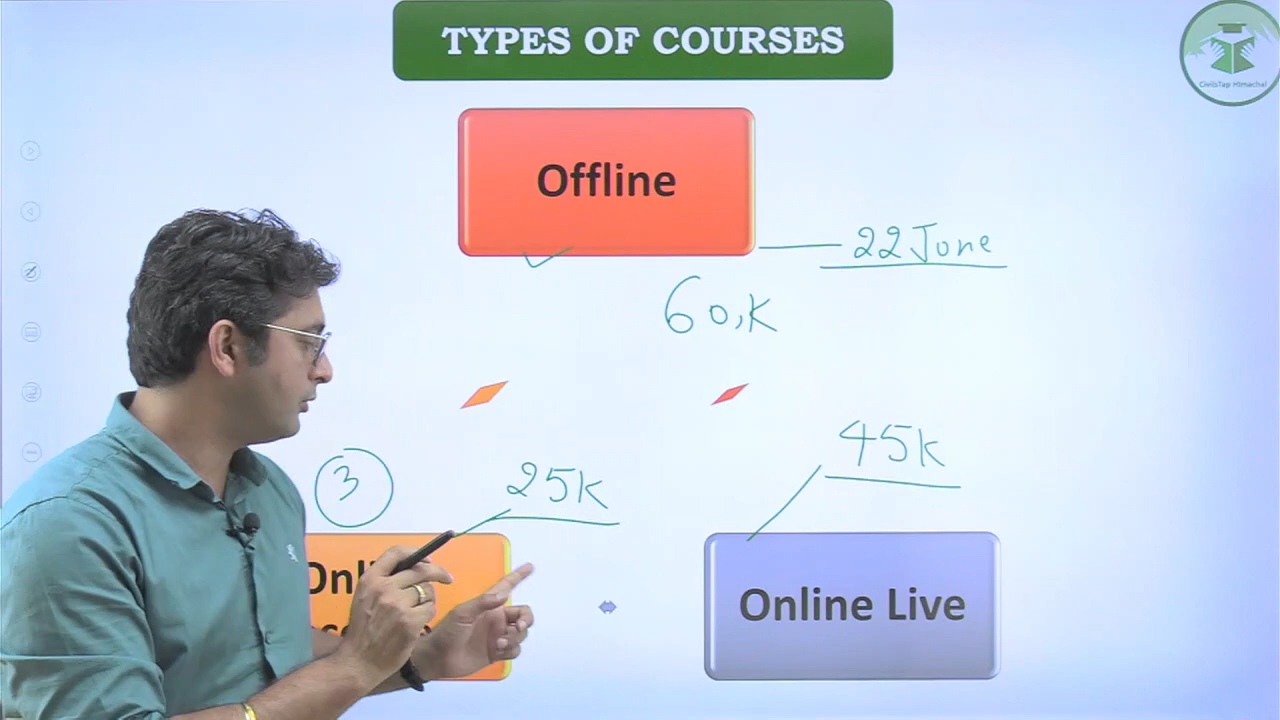 TYPES OF COURSES
CivilsTap Himachal
Offline
22 June
60,K
45K
3
25K
Online Live